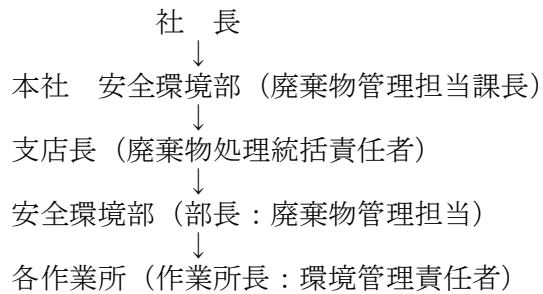 社　長
↓
本社　安全環境部（廃棄物管理担当課長）
↓
支店長（廃棄物処理統括責任者）
↓
安全環境部（部長：廃棄物管理担当）
↓
各作業所（作業所長：環境管理責任者）